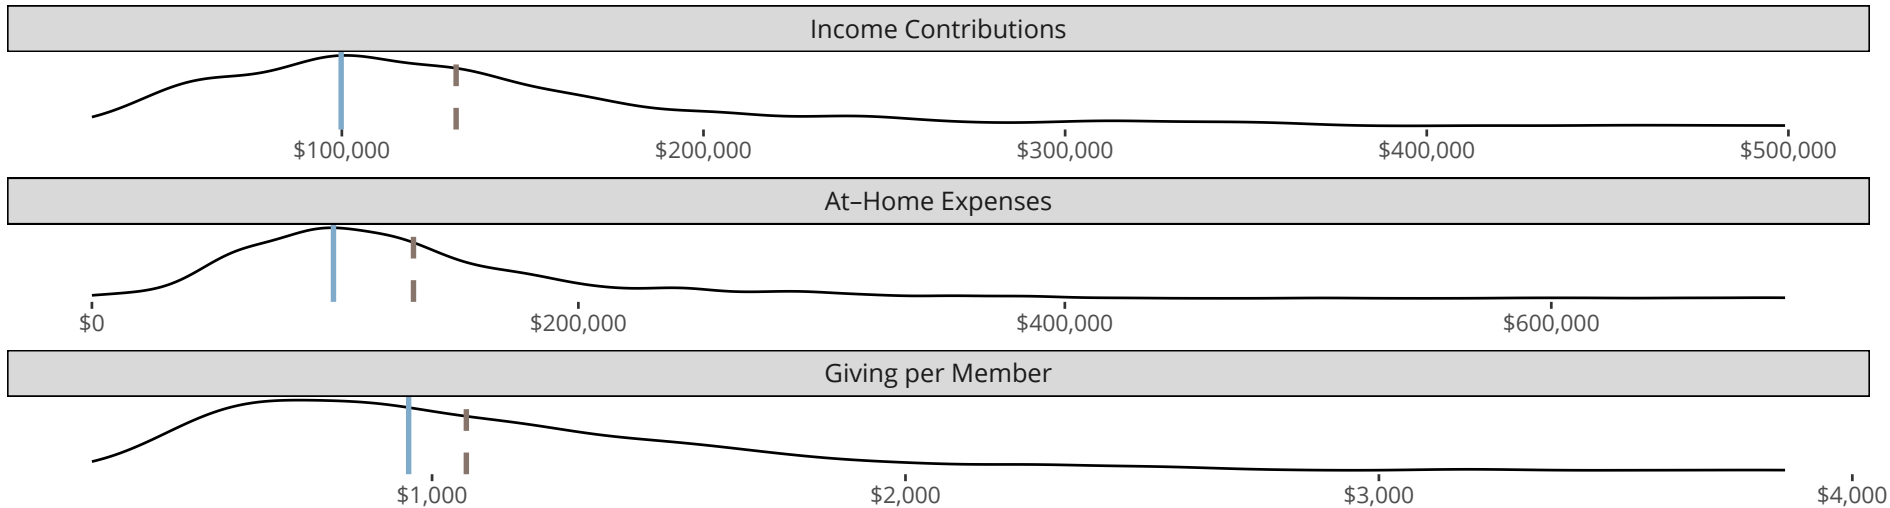 Income Contributions
$100,000 $200,000 $300,000 $400,000 $500,000
At–Home Expenses
$0 $200,000 $400,000 $600,000
Giving per Member
$1,000 $2,000 $3,000 $4,000